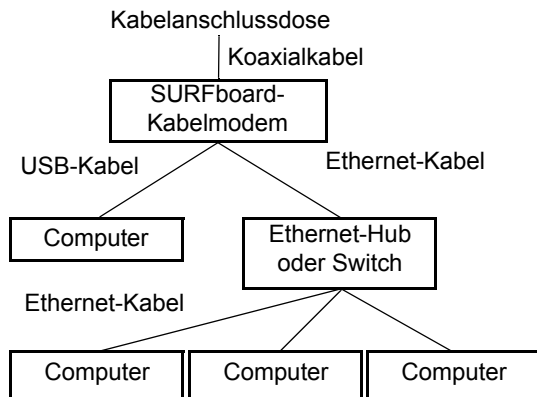 Kabelanschlussdose
Koaxialkabel
SURFboard-
Kabelmodem
USB-Kabel
Ethernet-Kabel
Computer
Ethernet-Hub
oder Switch
Ethernet-Kabel
Computer
Computer
Computer